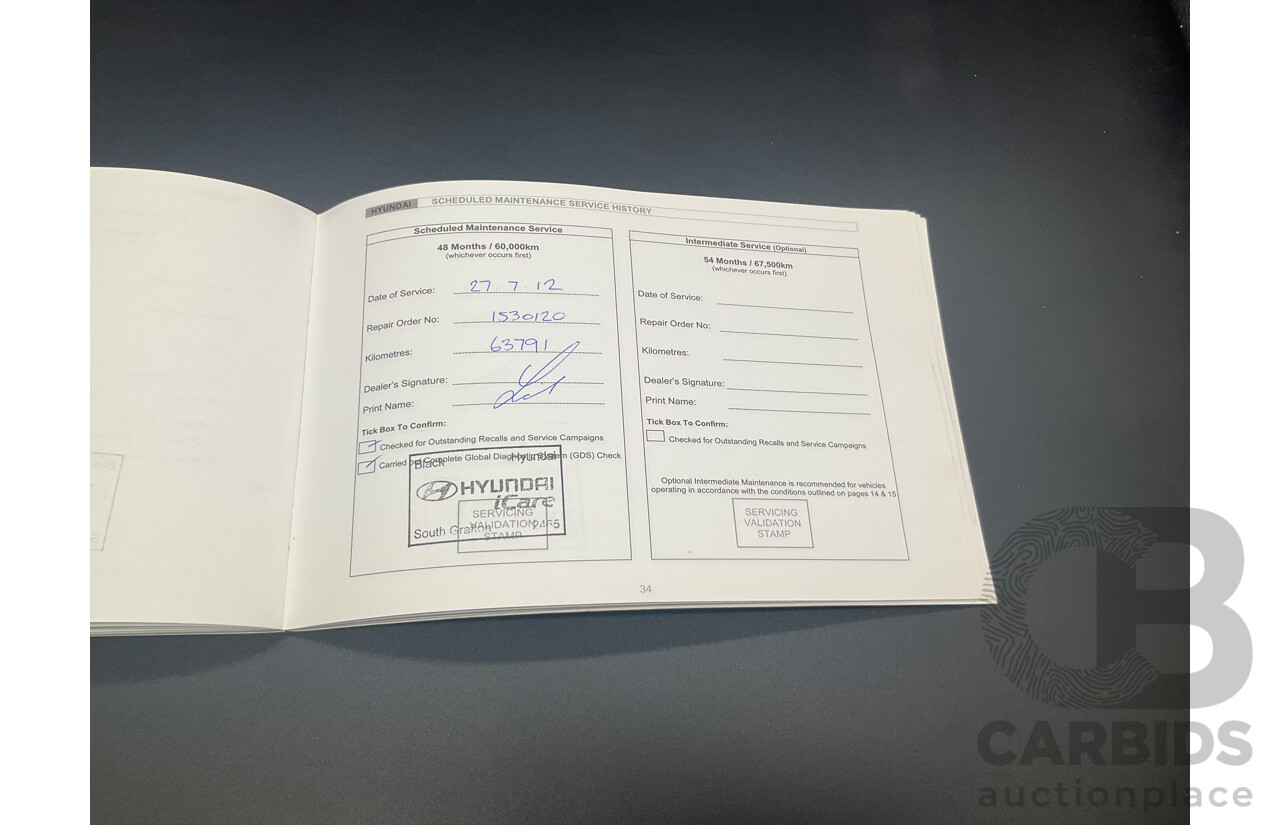 HYUNDAI SCHEDULED MAINTENANCE SERVICE HISTORY
Scheduled Maintenance Service
48 Months / 60,000km
(whichever occurs first)
Date of Service: 27.7.12
Repair Order No: 1530120
Kilometres: 63791
Dealer's Signature:
Print Name:
Tick Box To Confirm:
Checked for Outstanding Recalls and Service Campaigns
Carried out Complete Global Diagnostic System (GDS) Check
Black Hyundai
HYUNDAI
iCare
South Grafton 2465
SERVICING
VALIDATION
STAMP
Intermediate Service (Optional)
54 Months / 67,500km
(whichever occurs first)
Date of Service:
Repair Order No:
Kilometres:
Dealer's Signature:
Print Name:
Tick Box To Confirm:
Checked for Outstanding Recalls and Service Campaigns
Optional Intermediate Maintenance is recommended for vehicles
operating in accordance with the conditions outlined on pages 14 & 15
SERVICING
VALIDATION
STAMP
34
CB
CARBIDS
auctionplace